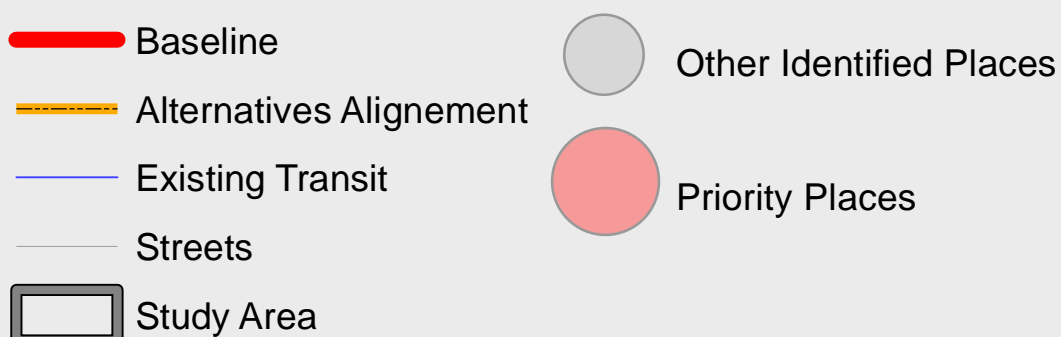 Baseline
Alternatives Alignement
Existing Transit
Streets
Study Area
Other Identified Places
Priority Places